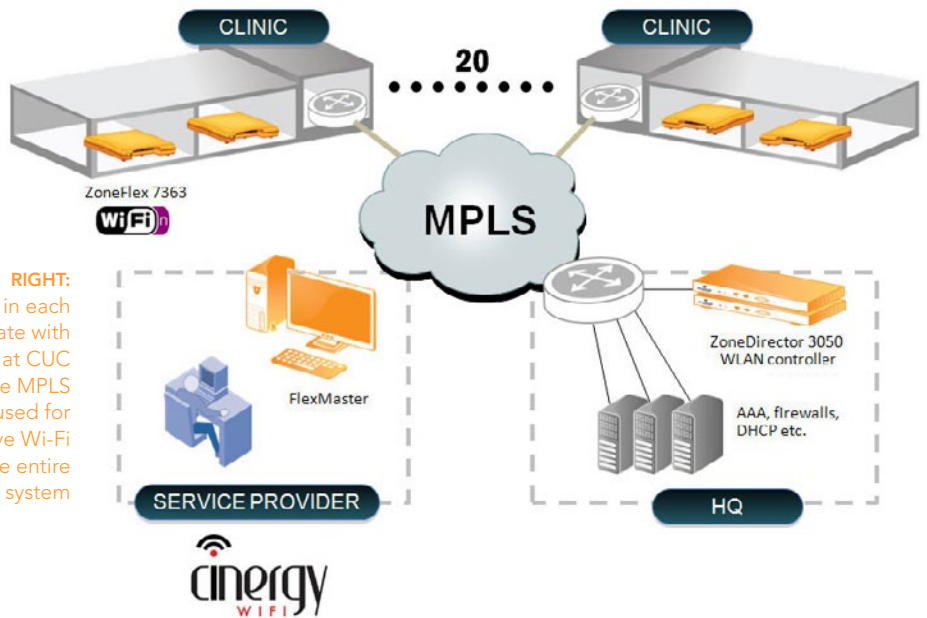 CLINIC
CLINIC
20
ZoneFlex 7363
WiFi n
MPLS
RIGHT:
in each
ate with
at CUC
e MPLS
used for
ve Wi-Fi
e entire
system
FlexMaster
ZoneDirector 3050
WLAN controller
AAA, firewalls,
DHCP etc.
SERVICE PROVIDER
HQ
cinergy
WIFI